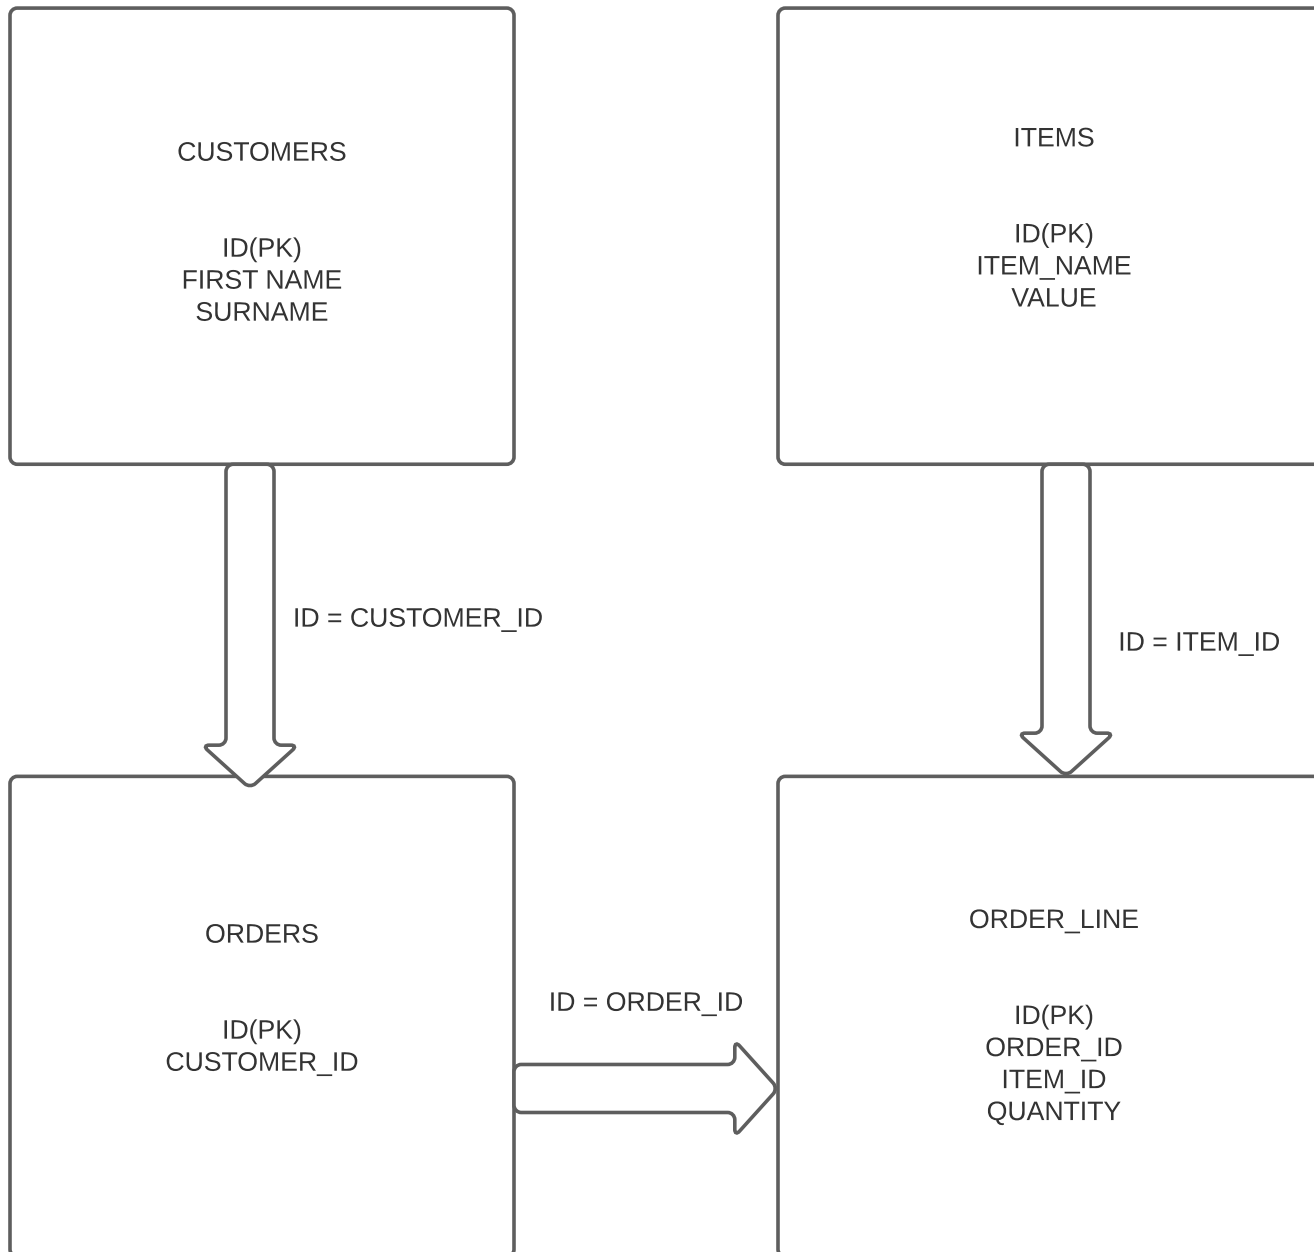 CUSTOMERS
ID(PK)
FIRST NAME
SURNAME
ITEMS
ID(PK)
ITEM_NAME
VALUE
ID = CUSTOMER_ID
ID = ITEM_ID
ORDERS
ID(PK)
CUSTOMER_ID
ID = ORDER_ID
ORDER_LINE
ID(PK)
ORDER_ID
ITEM_ID
QUANTITY